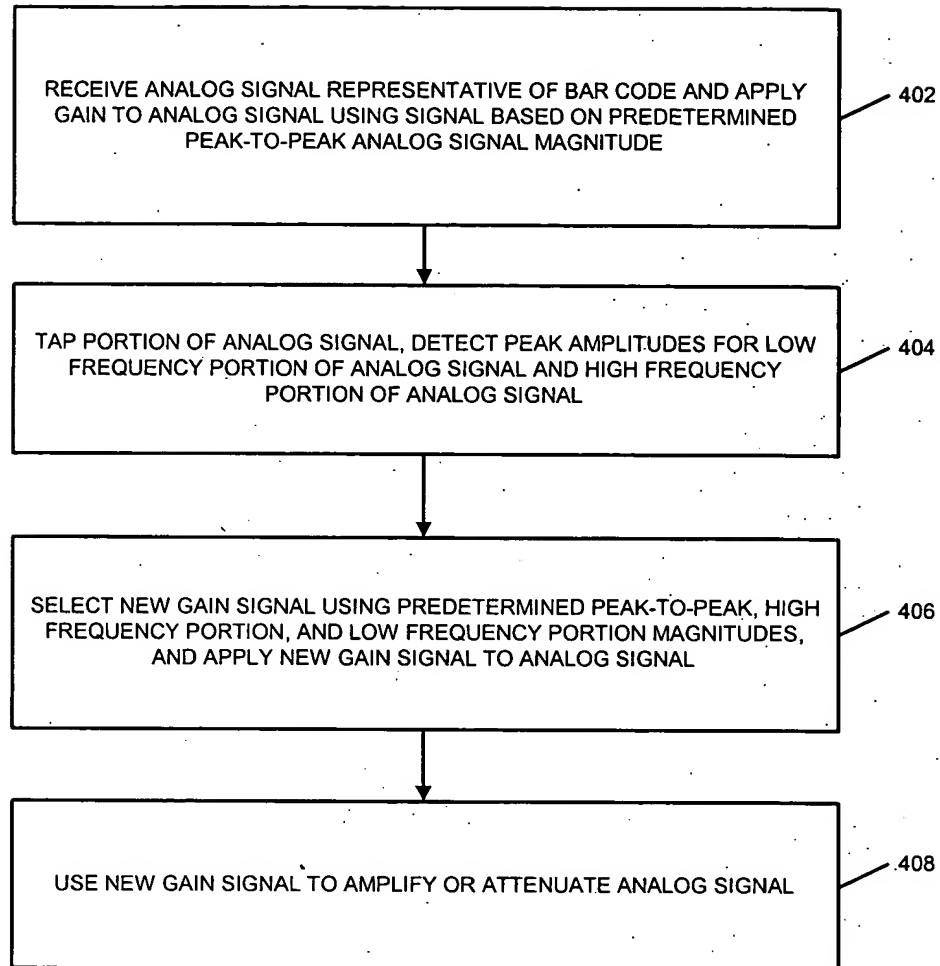 RECEIVE ANALOG SIGNAL REPRESENTATIVE OF BAR CODE AND APPLY
GAIN TO ANALOG SIGNAL USING SIGNAL BASED ON PREDETERMINED
PEAK-TO-PEAK ANALOG SIGNAL MAGNITUDE
402
TAP PORTION OF ANALOG SIGNAL, DETECT PEAK AMPLITUDES FOR LOW
FREQUENCY PORTION OF ANALOG SIGNAL AND HIGH FREQUENCY
PORTION OF ANALOG SIGNAL
404
SELECT NEW GAIN SIGNAL USING PREDETERMINED PEAK-TO-PEAK, HIGH
FREQUENCY PORTION, AND LOW FREQUENCY PORTION MAGNITUDES,
AND APPLY NEW GAIN SIGNAL TO ANALOG SIGNAL
406
USE NEW GAIN SIGNAL TO AMPLIFY OR ATTENUATE ANALOG SIGNAL
408